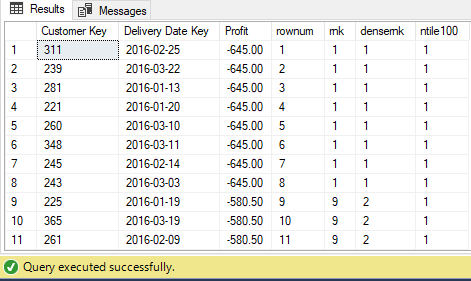 Results Messages
Customer Key Delivery Date Key Profit rownum rnk densernk ntile100
1 311 2016-02-25 -645.00 1 1 1 1
2 239 2016-03-22 -645.00 2 1 1 1
3 281 2016-01-13 -645.00 3 1 1 1
4 221 2016-01-20 -645.00 4 1 1 1
5 260 2016-03-10 -645.00 5 1 1 1
6 348 2016-03-11 -645.00 6 1 1 1
7 245 2016-02-14 -645.00 7 1 1 1
8 243 2016-03-03 -645.00 8 1 1 1
9 225 2016-01-19 -580.50 9 9 2 1
10 365 2016-03-19 -580.50 10 9 2 1
11 261 2016-02-09 -580.50 11 9 2 1
Query executed successfully.